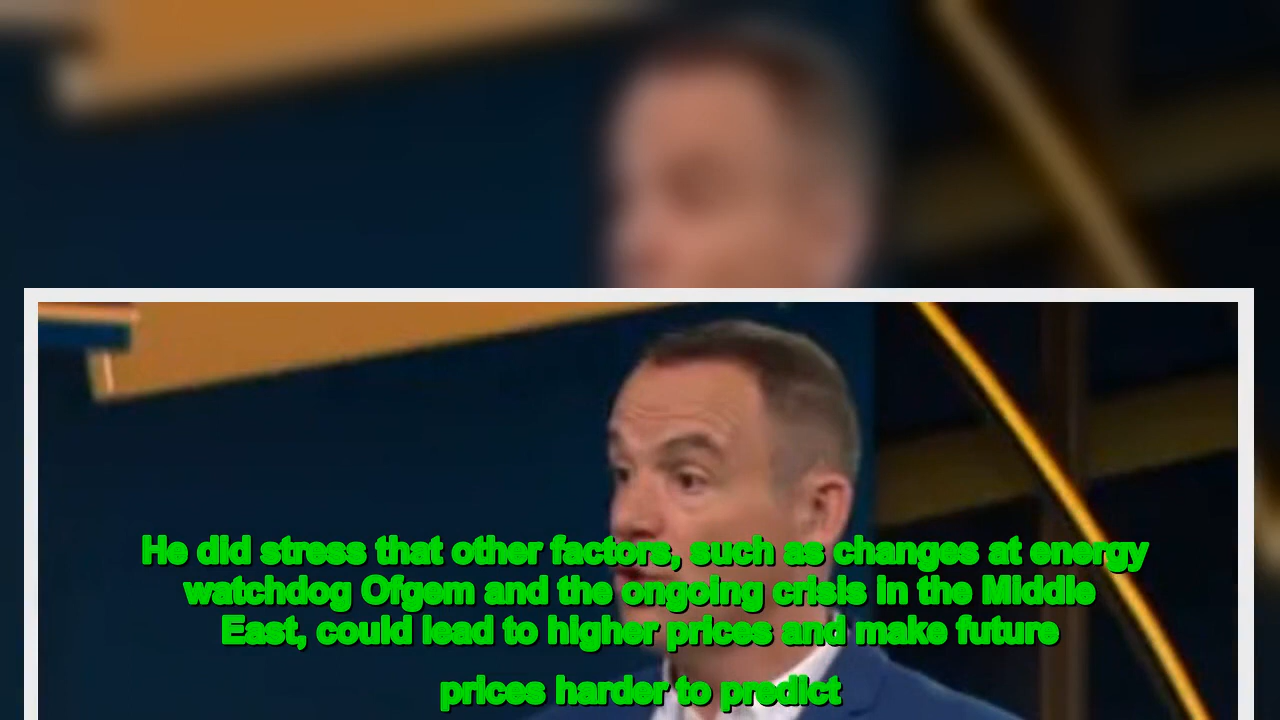 He did stress that other factors, such as changes at energy
watchdog Ofgem and the ongoing crisis in the Middle
East, could lead to higher prices and make future
prices harder to predict